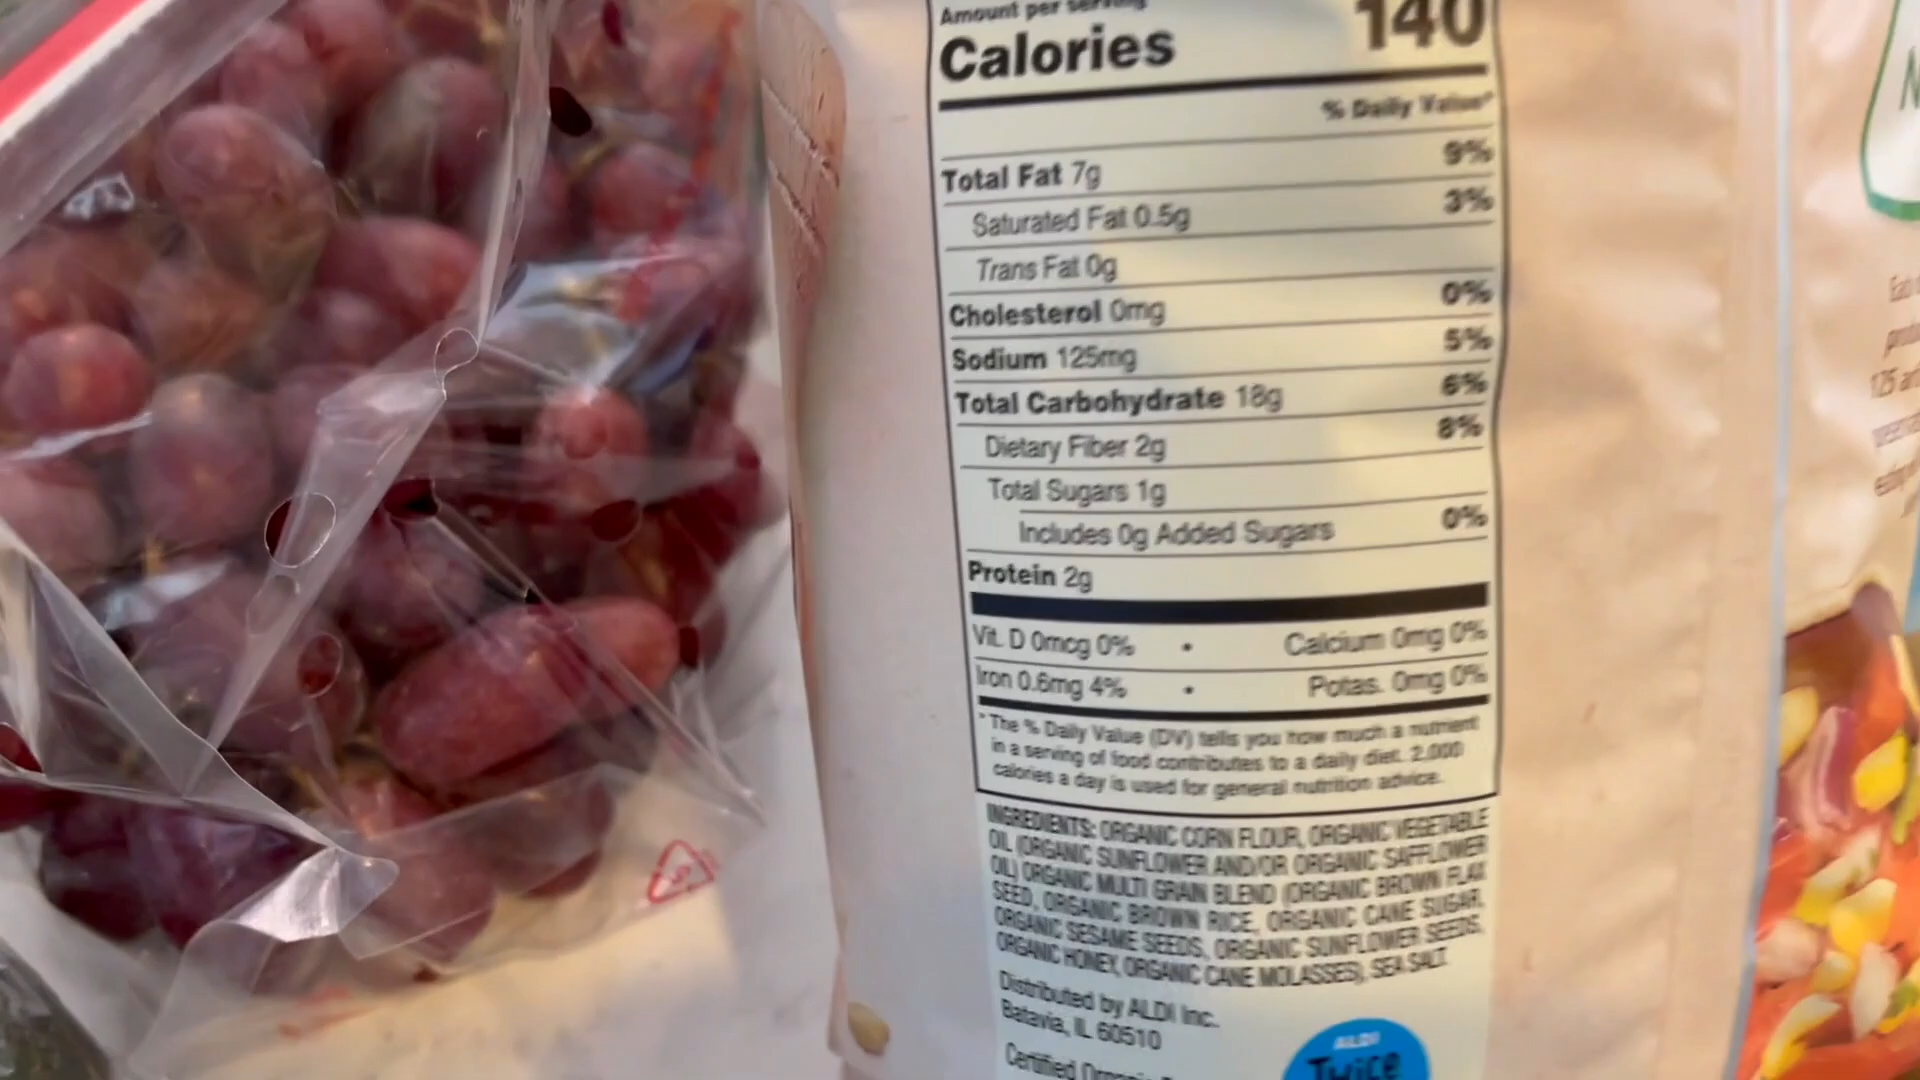 Amount per serving
Calories 140
% Daily Value*
Total Fat 7g 9%
Saturated Fat 0.5g 3%
Trans Fat 0g
Cholesterol 0mg 0%
Sodium 125mg 5%
Total Carbohydrate 18g 6%
Dietary Fiber 2g 8%
Total Sugars 1g
Includes 0g Added Sugars 0%
Protein 2g
Vit. D 0mcg 0% • Calcium 0mg 0%
Iron 0.6mg 4% • Potas. 0mg 0%
*The % Daily Value (DV) tells you how much a nutrient
in a serving of food contributes to a daily diet. 2,000
calories a day is used for general nutrition advice.
INGREDIENTS: ORGANIC CORN FLOUR, ORGANIC VEGETABLE
OIL (ORGANIC SUNFLOWER AND/OR ORGANIC SAFFLOWER
OIL) ORGANIC MULTI GRAIN BLEND (ORGANIC BROWN FLAX
SEED, ORGANIC BROWN RICE, ORGANIC CANE SUGAR,
ORGANIC SESAME SEEDS, ORGANIC SUNFLOWER SEEDS,
ORGANIC HONEY, ORGANIC CANE MOLASSES), SEA SALT.
Distributed by ALDI Inc.
Batavia, IL 60510
Certified
ALDI
Twice